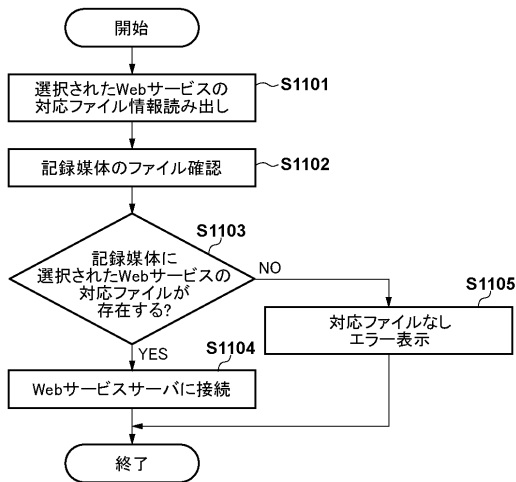 開始
選択されたWebサービスの
対応ファイル情報読み出し
S1101
記録媒体のファイル確認
S1102
S1103
記録媒体に
選択されたWebサービスの
対応ファイルが
存在する?
NO
YES
S1105
対応ファイルなし
エラー表示
S1104
Webサービスサーバに接続
終了